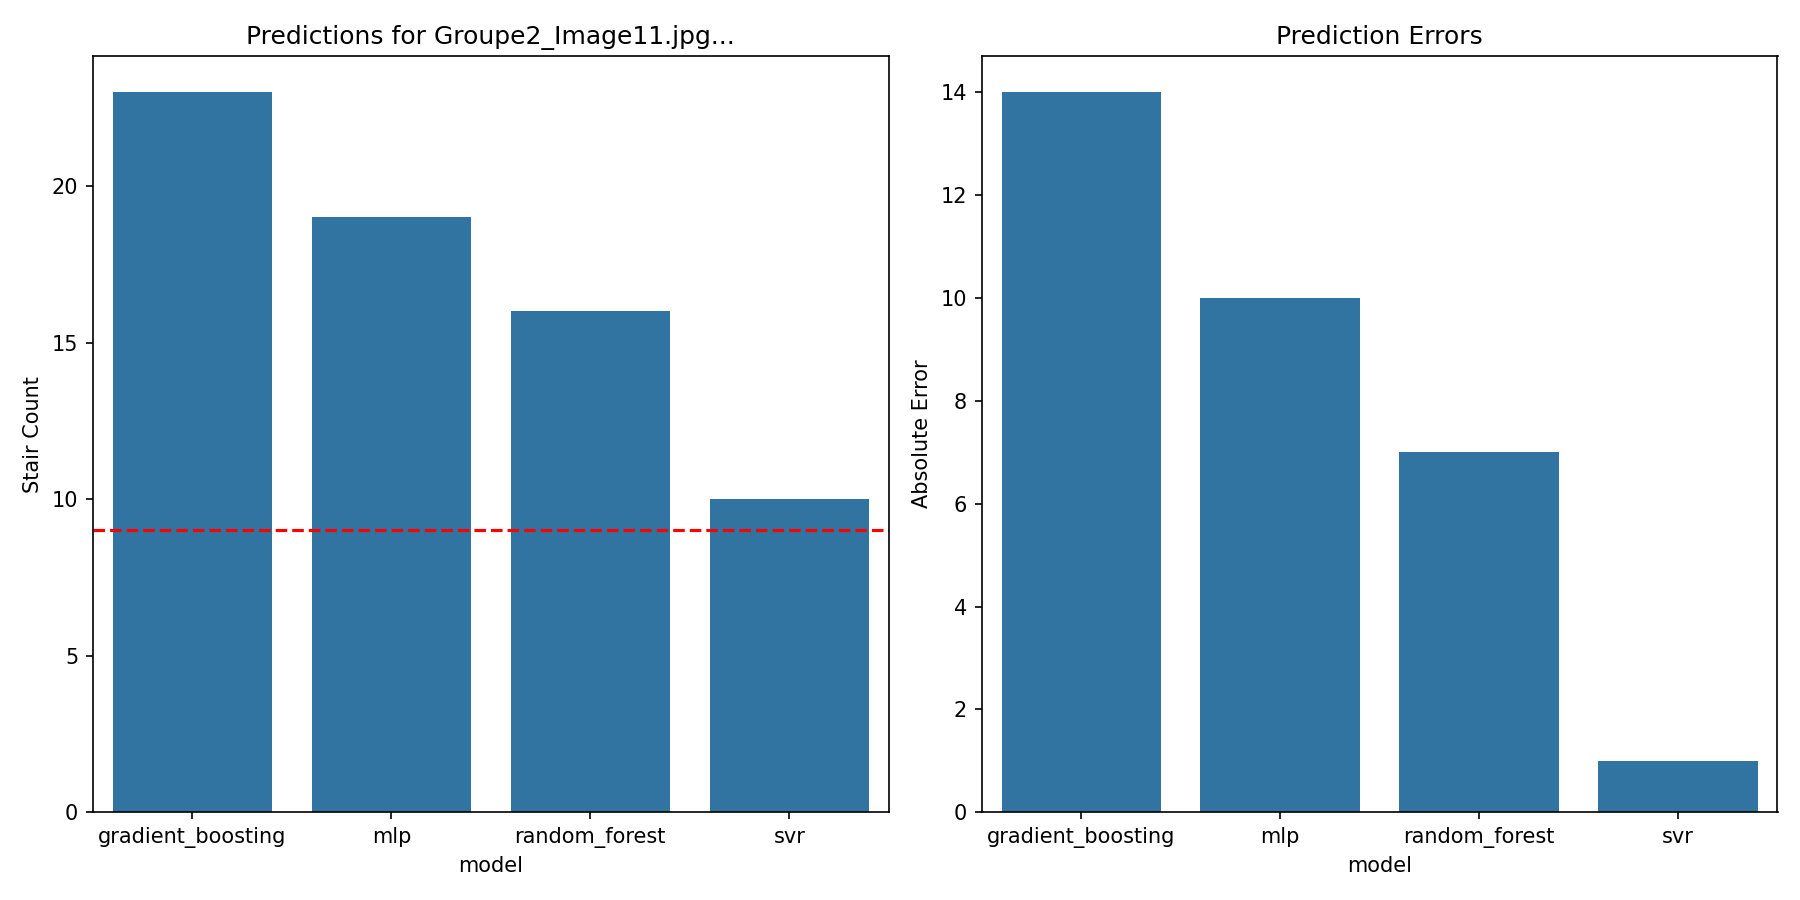 Predictions for Groupe2_Image11.jpg...
Stair Count
20
15
10
5
0
gradient_boosting mlp random_forest svr
model
Prediction Errors
Absolute Error
14
12
10
8
6
4
2
0
gradient_boosting mlp random_forest svr
model